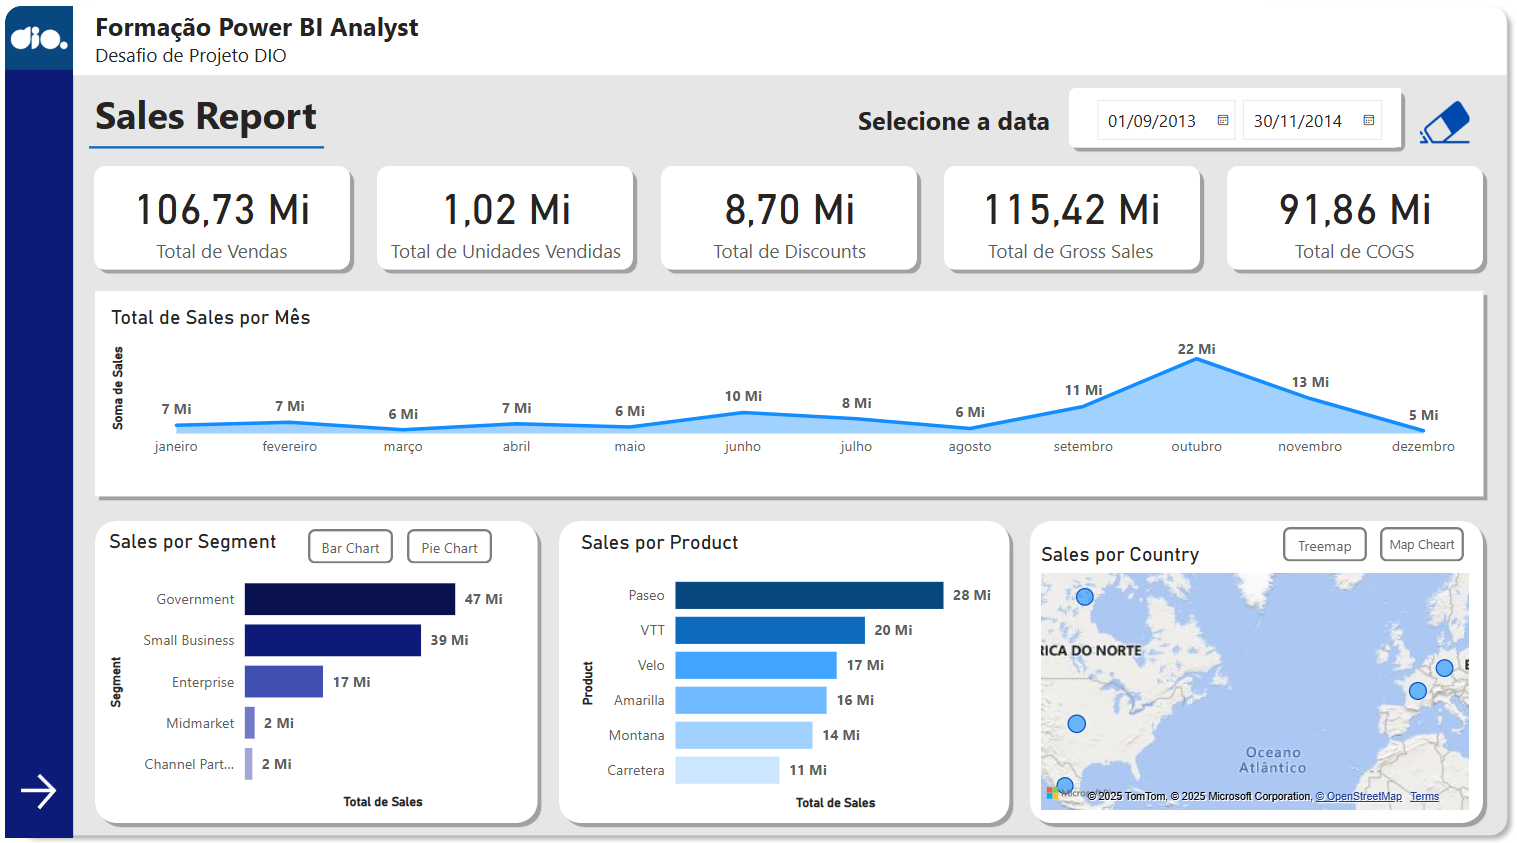 dio.
Formação Power BI Analyst
Desafio de Projeto DIO
Sales Report
Selecione a data
01/09/2013
30/11/2014
106,73 Mi
Total de Vendas
1,02 Mi
Total de Unidades Vendidas
8,70 Mi
Total de Discounts
115,42 Mi
Total de Gross Sales
91,86 Mi
Total de COGS
Total de Sales por Mês
Soma de Sales
7 Mi
7 Mi
6 Mi
7 Mi
6 Mi
10 Mi
8 Mi
6 Mi
11 Mi
22 Mi
13 Mi
5 Mi
janeiro
fevereiro
março
abril
maio
junho
julho
agosto
setembro
outubro
novembro
dezembro
Sales por Segment
Bar Chart
Pie Chart
Segment
Government
47 Mi
Small Business
39 Mi
Enterprise
17 Mi
Midmarket
2 Mi
Channel Part...
2 Mi
Total de Sales
Sales por Product
Product
Paseo
28 Mi
VTT
20 Mi
Velo
17 Mi
Amarilla
16 Mi
Montana
14 Mi
Carretera
11 Mi
Total de Sales
Sales por Country
Treemap
Map Cheart
RICA DO NORTE
E
Oceano
Atlântico
© 2025 TomTom, © 2025 Microsoft Corporation, © OpenStreetMap Terms